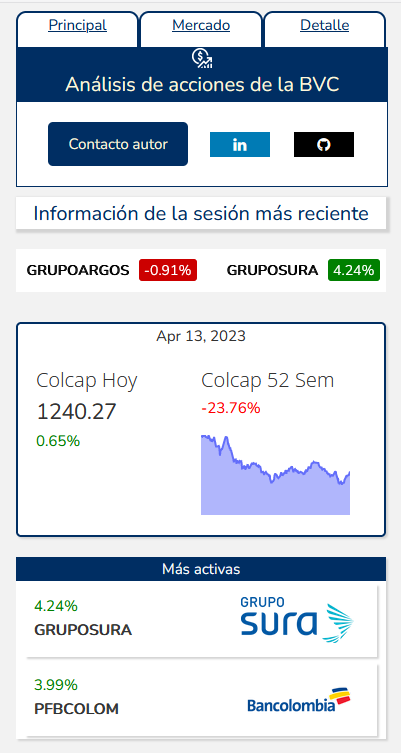 Principal Mercado Detalle
Análisis de acciones de la BVC
Contacto autor in
Información de la sesión más reciente
GRUPOARGOS -0.91% GRUPOSURA 4.24%
Apr 13, 2023
Colcap Hoy Colcap 52 Sem
1240.27 -23.76%
0.65%
Más activas
4.24%
GRUPOSURA
GRUPO
sura
3.99%
PFBCOLOM
Bancolombia